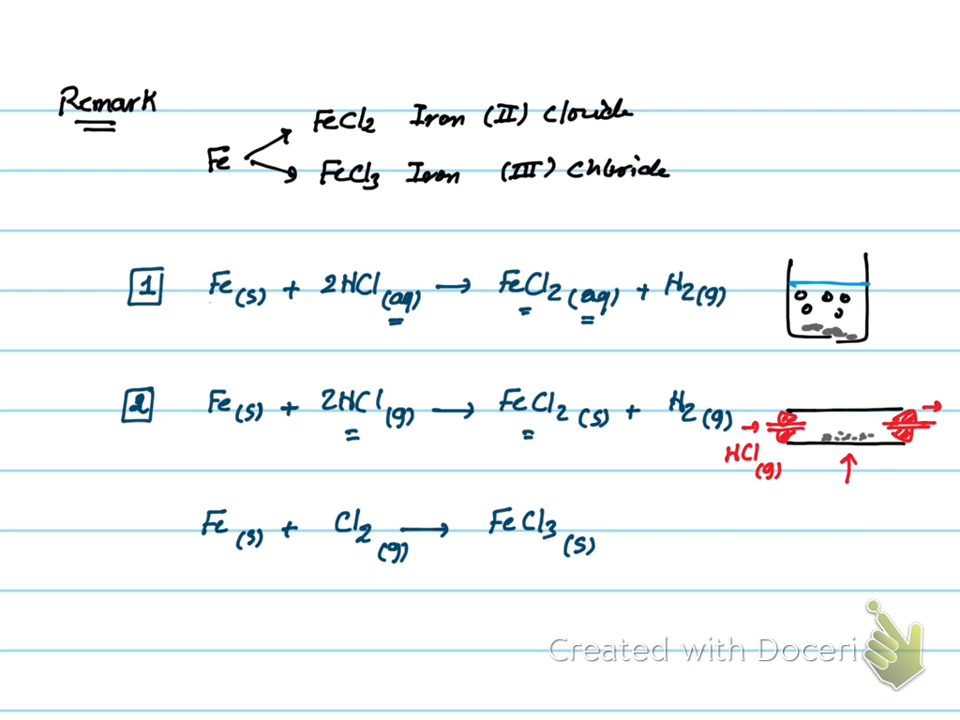 Remark
FeCl2 Iron (II) Cloride
Fe
FeCl3 Iron (III) Chloride
1 Fe(s) + 2HCl(aq) → FeCl2(aq) + H2(g)
2 Fe(s) + 2HCl(g) → FeCl2(s) + H2(g)
HCl(g)
Fe(s) + Cl2(g) → FeCl3(s)
Created with Doceri